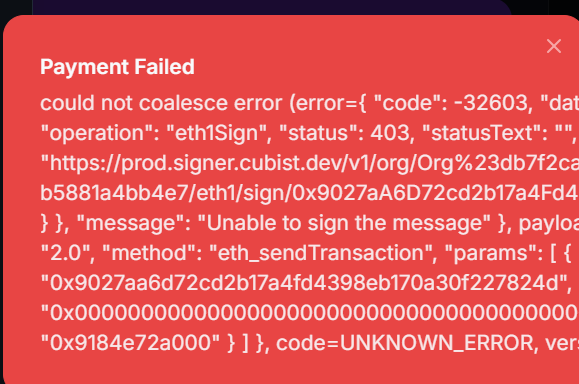 Payment Failed
could not coalesce error (error={ "code": -32603, "dat
"operation": "eth1Sign", "status": 403, "statusText": "",
"https://prod.signer.cubist.dev/v1/org/Org%23db7f2ca
b5881a4bb4e7/eth1/sign/0x9027aA6D72cd2b17a4Fd4
} }, "message": "Unable to sign the message" }, payloa
"2.0", "method": "eth_sendTransaction", "params": [ {
"0x9027aa6d72cd2b17a4fd4398eb170a30f227824d",
"0x000000000000000000000000000000000000
"0x9184e72a000" } ] }, code=UNKNOWN_ERROR, vers